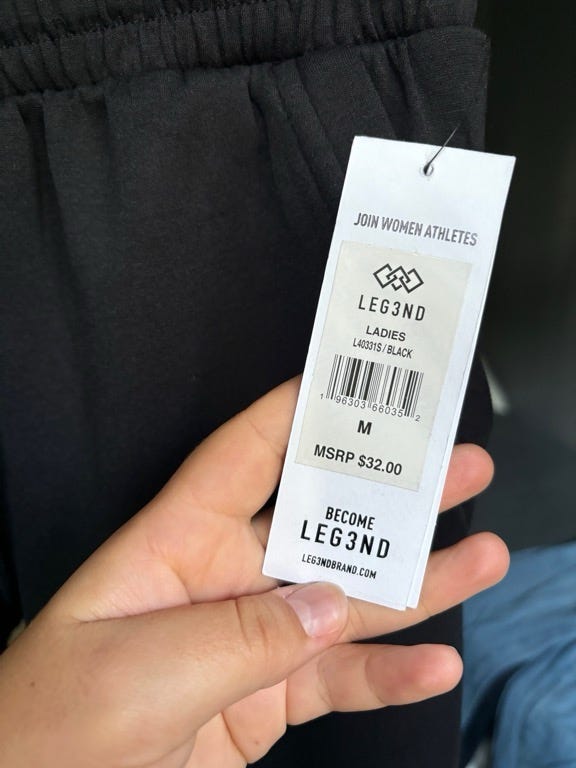 JOIN WOMEN ATHLETES
LEG3ND
LADIES
L40331S / BLACK
1 96303 66035 2
M
MSRP $32.00
BECOME
LEG3ND
LEG3NDBRAND.COM